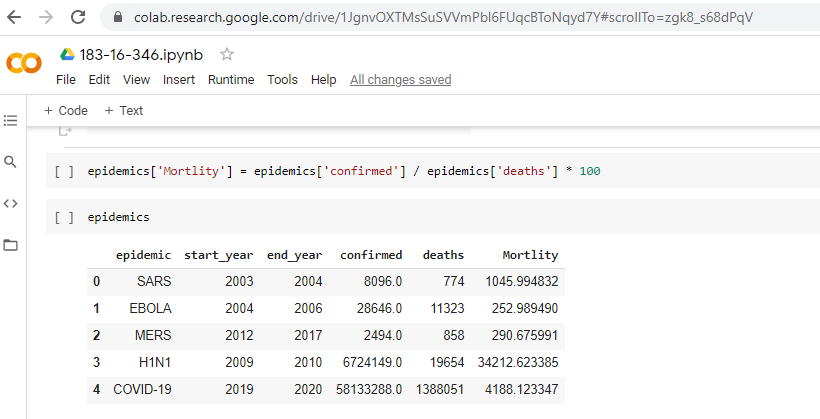 colab.research.google.com/drive/1JgnvOXTMsSuSVVmPbI6FUqcBToNqyd7Y#scrollTo=zgk8_s68dPqV
183-16-346.ipynb
File Edit View Insert Runtime Tools Help All changes saved
+ Code + Text
[ ] epidemics['Mortlity'] = epidemics['confirmed'] / epidemics['deaths'] * 100
[ ] epidemics
epidemic start_year end_year confirmed deaths Mortlity
0 SARS 2003 2004 8096.0 774 1045.994832
1 EBOLA 2004 2006 28646.0 11323 252.989490
2 MERS 2012 2017 2494.0 858 290.675991
3 H1N1 2009 2010 6724149.0 19654 34212.623385
4 COVID-19 2019 2020 58133288.0 1388051 4188.123347